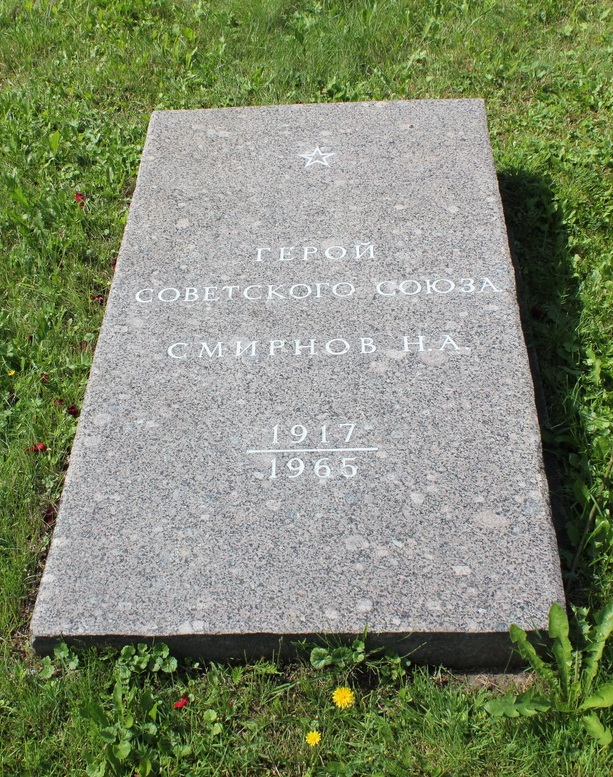 ГЕРОЙ
СОВЕТСКОГО СОЮЗА
СМИРНОВ Н.А.
1917
1965